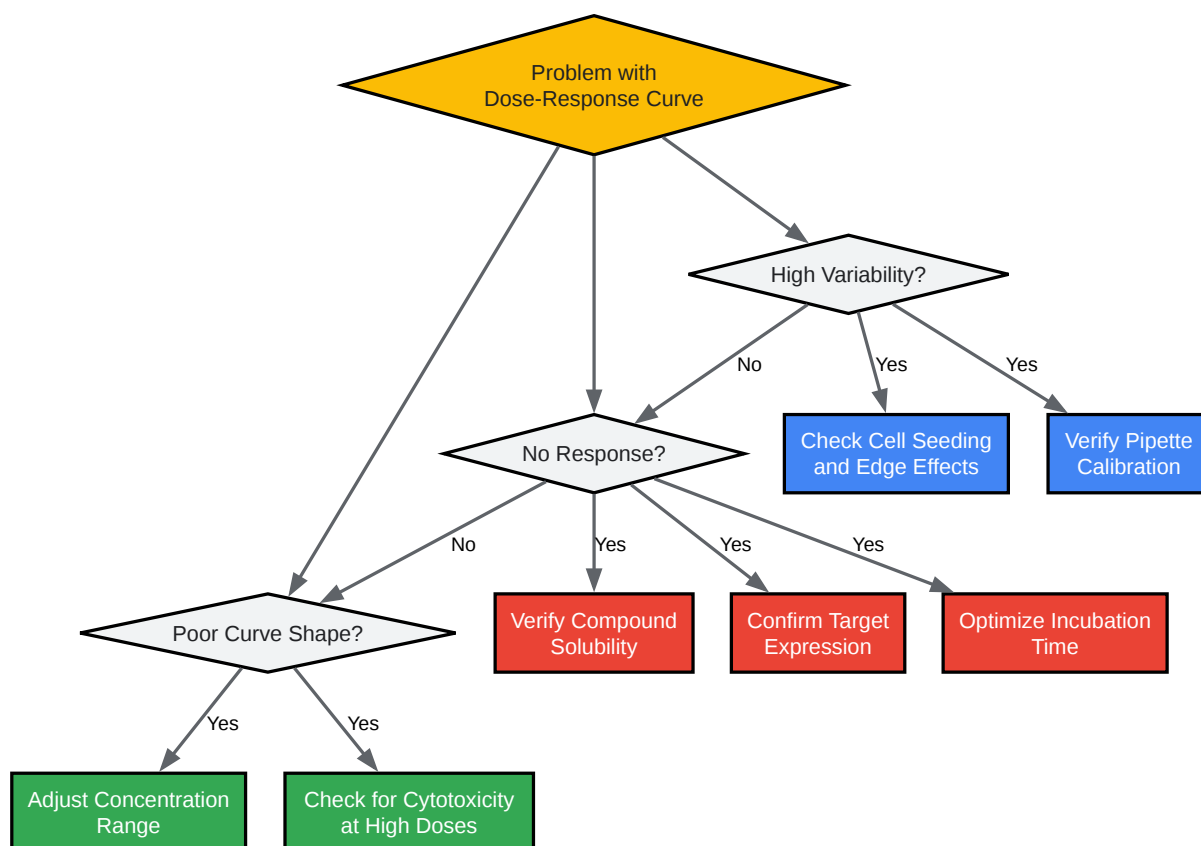 Problem with
Dose-Response Curve
High Variability?
No
Yes
Yes
Check Cell Seeding
and Edge Effects
Verify Pipette
Calibration
No Response?
No
Yes
Yes
Yes
Verify Compound
Solubility
Confirm Target
Expression
Optimize Incubation
Time
Poor Curve Shape?
Yes
Yes
Adjust Concentration
Range
Check for Cytotoxicity
at High Doses